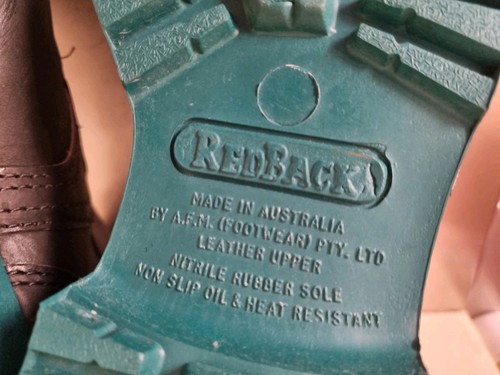 REDBACK
MADE IN AUSTRALIA
BY A.F.M. (FOOTWEAR) PTY. LTD
LEATHER UPPER
NITRILE RUBBER SOLE
NON SLIP OIL & HEAT RESISTANT